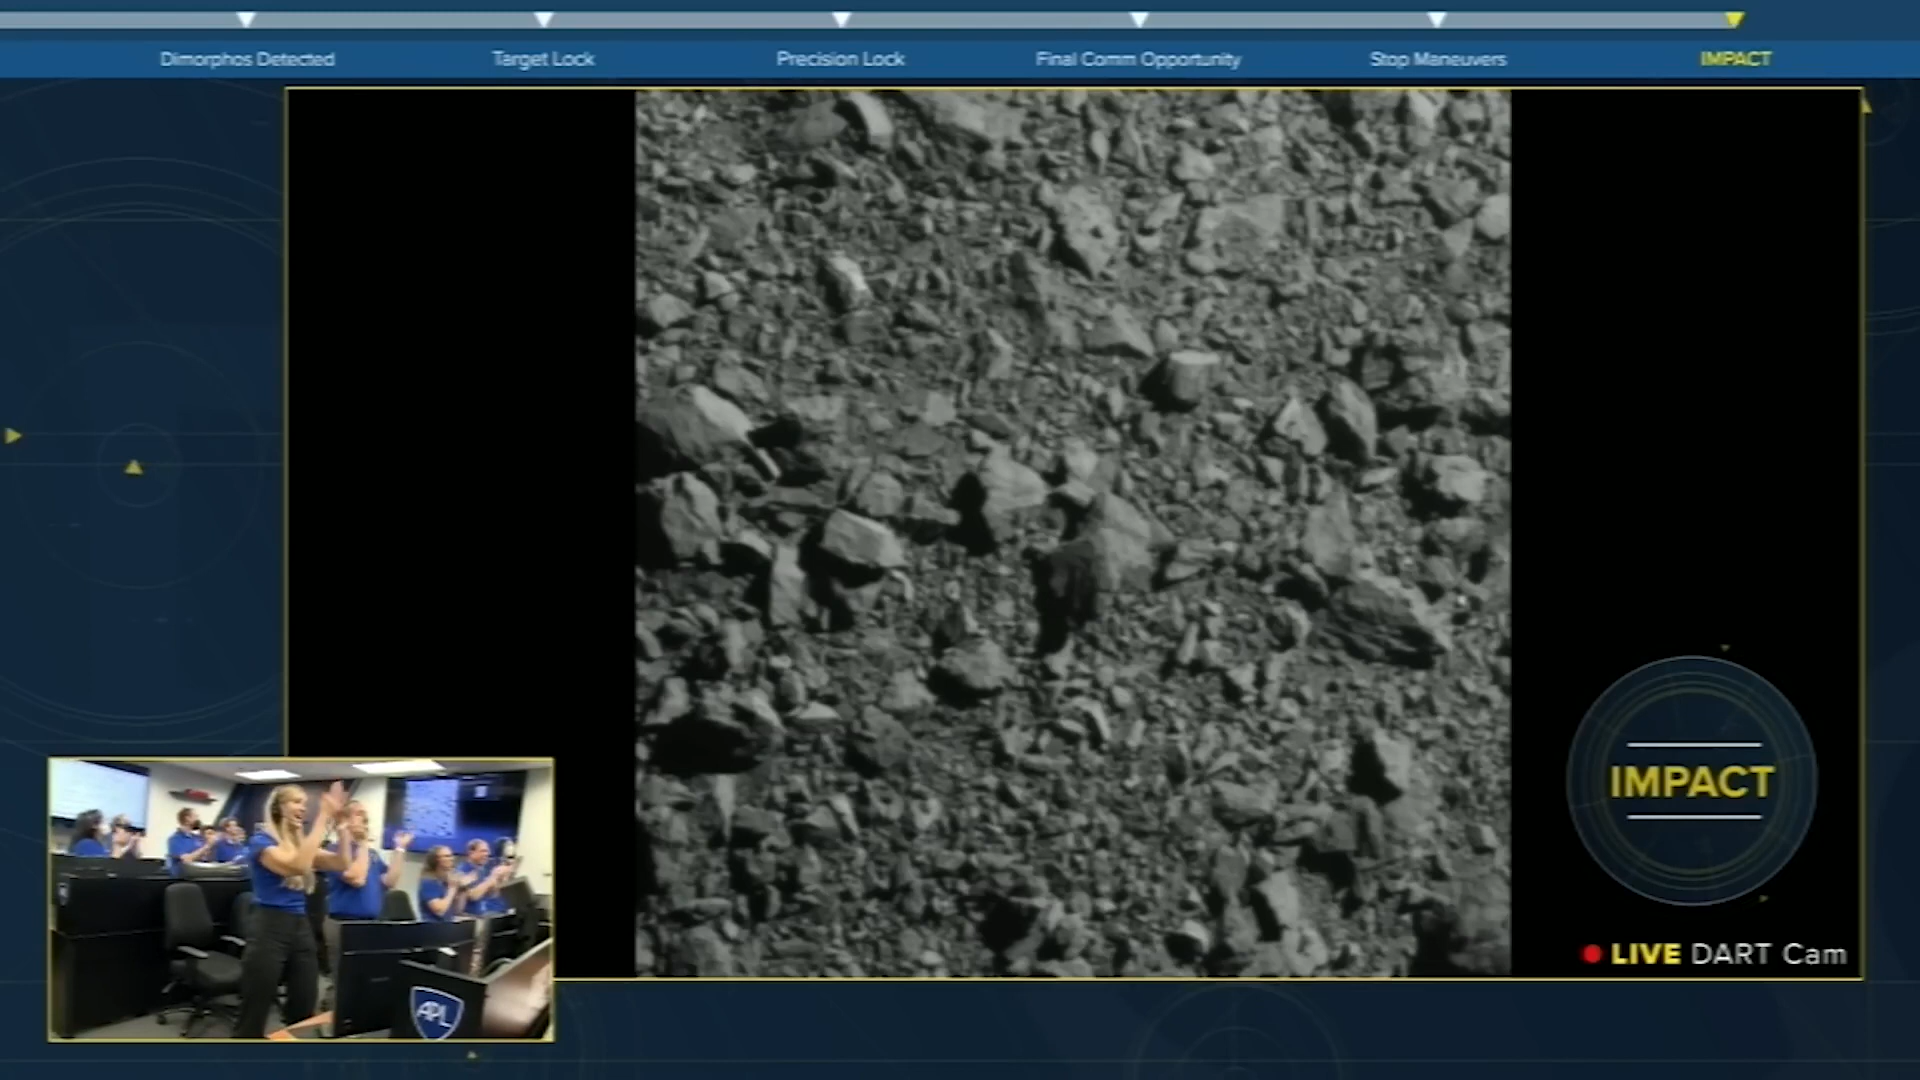 Dimorphos Detected
Target Lock
Precision Lock
Final Comm Opportunity
Stop Maneuvers
IMPACT
IMPACT
LIVE DART Cam
APL